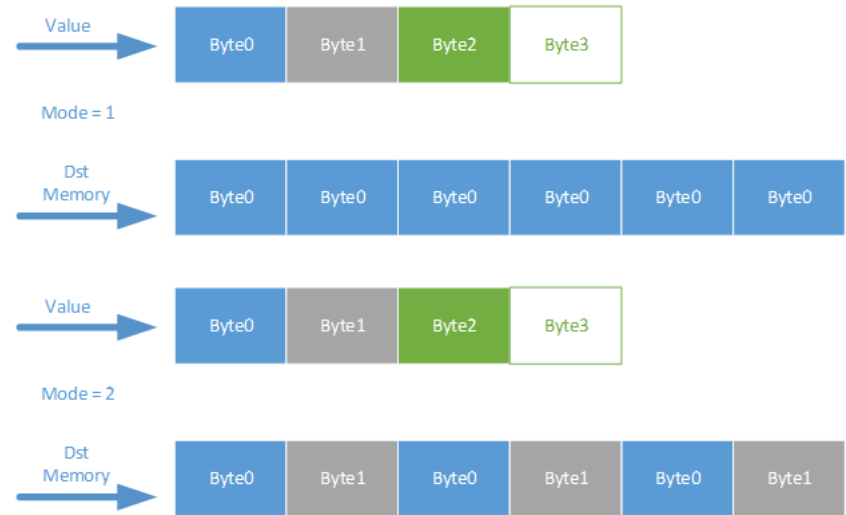 Value
Byte0 Byte1 Byte2 Byte3
Mode = 1
Dst
Memory
Byte0 Byte0 Byte0 Byte0 Byte0 Byte0
Value
Byte0 Byte1 Byte2 Byte3
Mode = 2
Dst
Memory
Byte0 Byte1 Byte0 Byte1 Byte0 Byte1